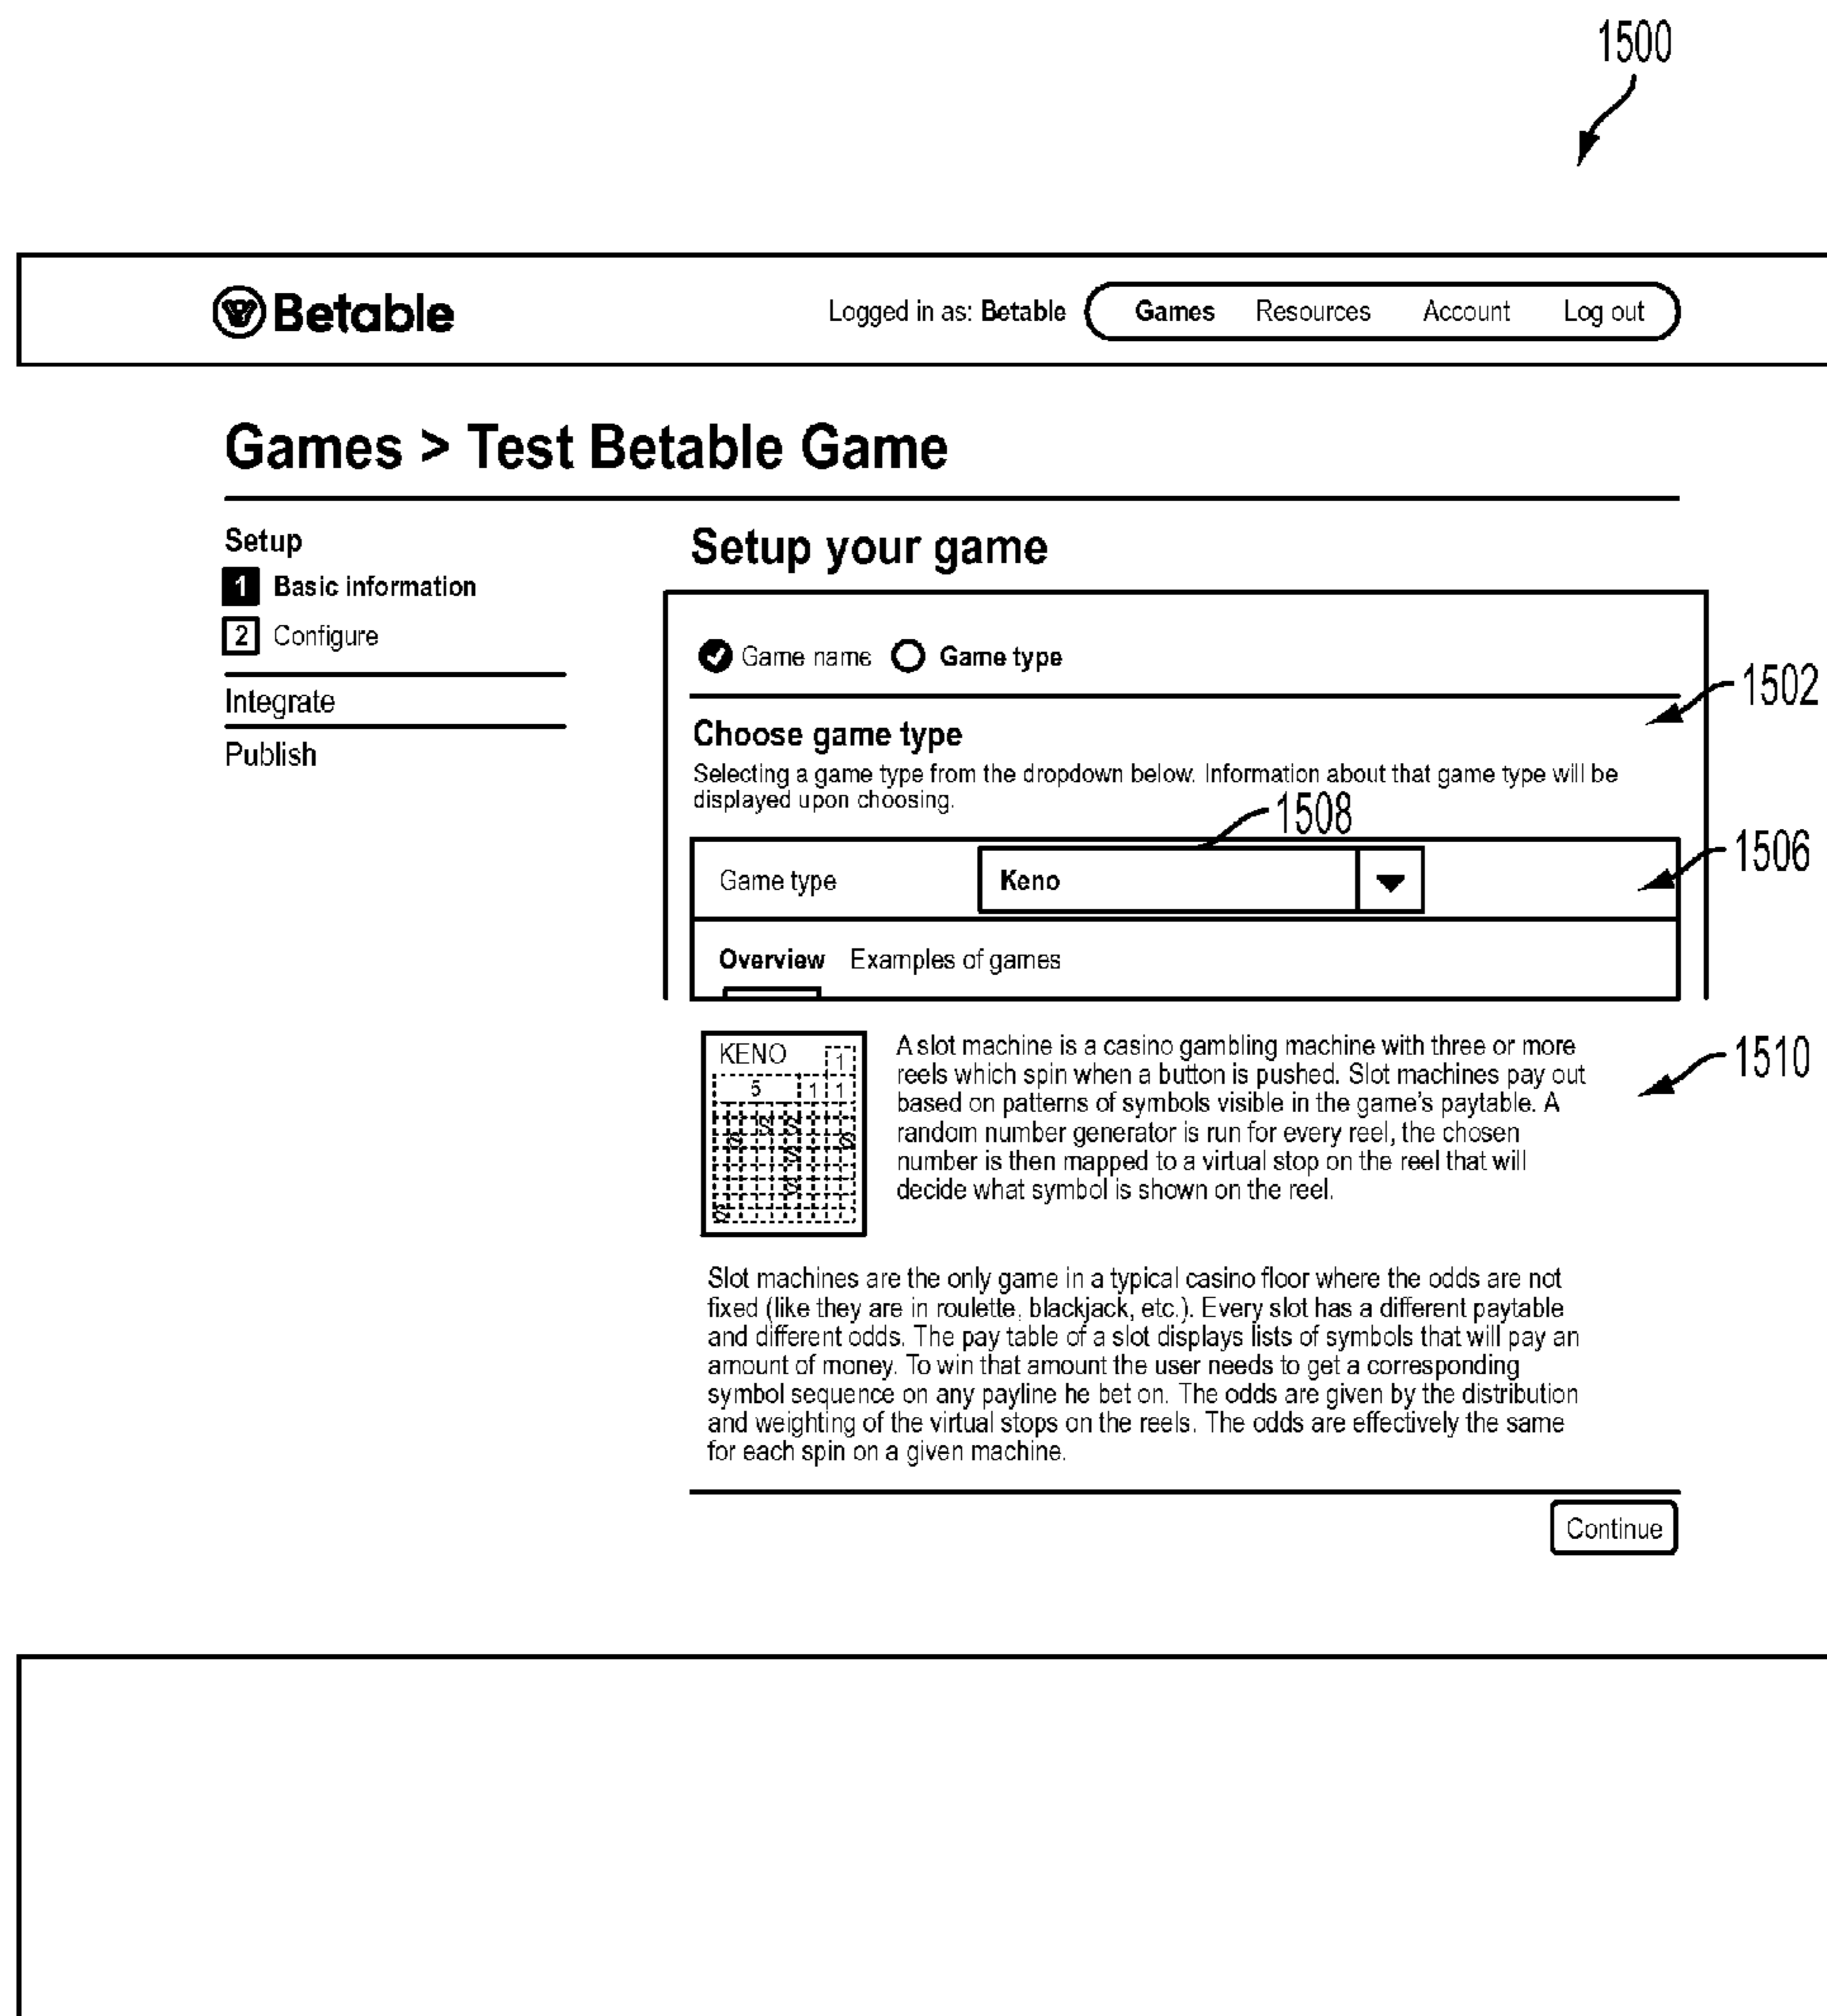 1500
Betable
Logged in as: Betable Games Resources Account Log out
Games > Test Betable Game
Setup
1 Basic information
2 Configure
Integrate
Publish
Setup your game
Game name Game type
1502
Choose game type
Selecting a game type from the dropdown below. Information about that game type will be
displayed upon choosing.
1508
Game type Keno
1506
Overview Examples of games
KENO 1
5 1 1
A slot machine is a casino gambling machine with three or more
reels which spin when a button is pushed. Slot machines pay out
based on patterns of symbols visible in the game's paytable. A
random number generator is run for every reel, the chosen
number is then mapped to a virtual stop on the reel that will
decide what symbol is shown on the reel.
1510
Slot machines are the only game in a typical casino floor where the odds are not
fixed (like they are in roulette, blackjack, etc.). Every slot has a different paytable
and different odds. The pay table of a slot displays lists of symbols that will pay an
amount of money. To win that amount the user needs to get a corresponding
symbol sequence on any payline he bet on. The odds are given by the distribution
and weighting of the virtual stops on the reels. The odds are effectively the same
for each spin on a given machine.
Continue